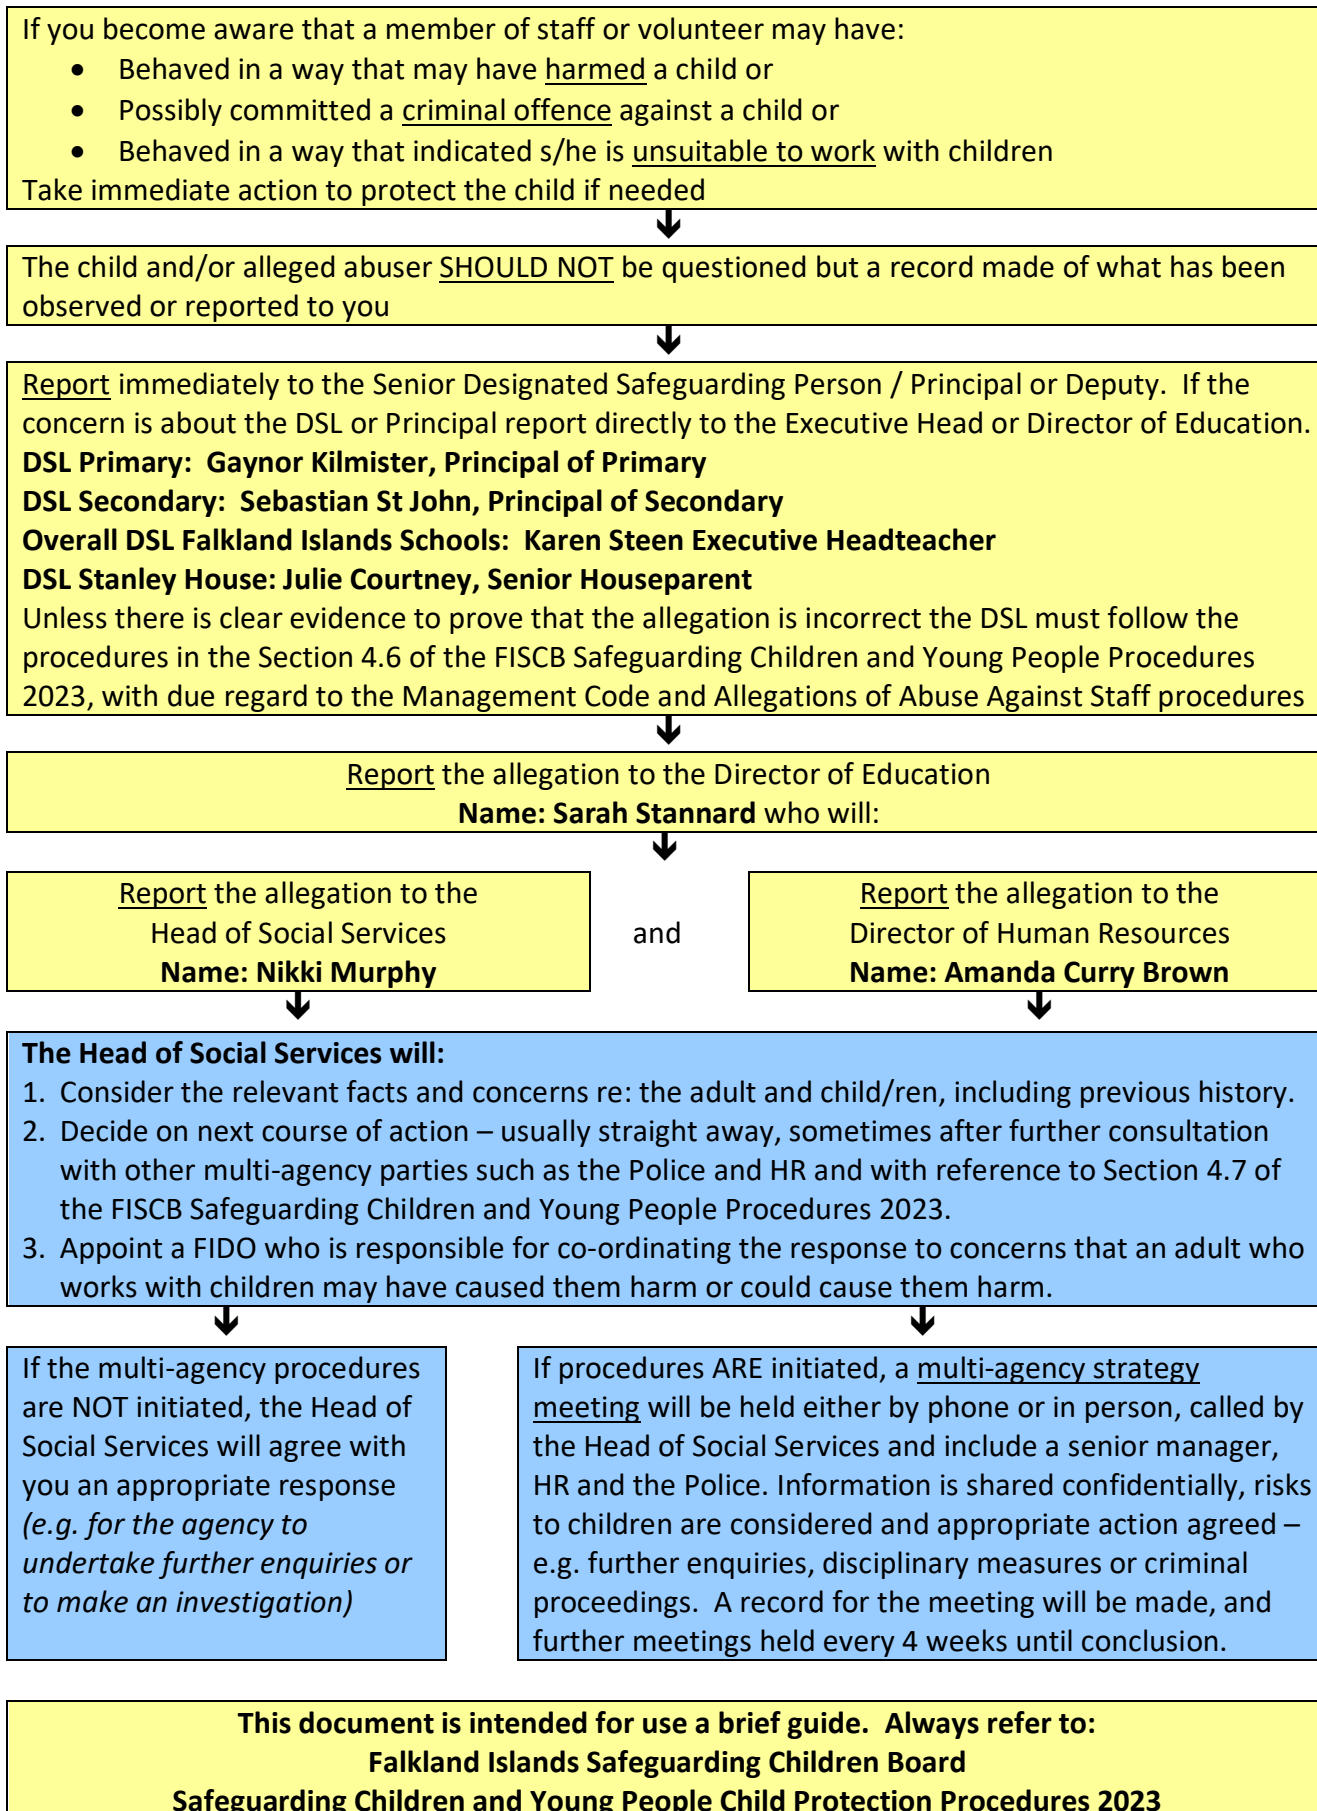 If you become aware that a member of staff or volunteer may have:
• Behaved in a way that may have harmed a child or
• Possibly committed a criminal offence against a child or
• Behaved in a way that indicated s/he is unsuitable to work with children
Take immediate action to protect the child if needed
The child and/or alleged abuser SHOULD NOT be questioned but a record made of what has been
observed or reported to you
Report immediately to the Senior Designated Safeguarding Person / Principal or Deputy. If the
concern is about the DSL or Principal report directly to the Executive Head or Director of Education.
DSL Primary: Gaynor Kilmister, Principal of Primary
DSL Secondary: Sebastian St John, Principal of Secondary
Overall DSL Falkland Islands Schools: Karen Steen Executive Headteacher
DSL Stanley House: Julie Courtney, Senior Houseparent
Unless there is clear evidence to prove that the allegation is incorrect the DSL must follow the
procedures in the Section 4.6 of the FISCB Safeguarding Children and Young People Procedures
2023, with due regard to the Management Code and Allegations of Abuse Against Staff procedures
Report the allegation to the Director of Education
Name: Sarah Stannard who will:
Report the allegation to the
Head of Social Services
Name: Nikki Murphy
and
Report the allegation to the
Director of Human Resources
Name: Amanda Curry Brown
The Head of Social Services will:
1. Consider the relevant facts and concerns re: the adult and child/ren, including previous history.
2. Decide on next course of action – usually straight away, sometimes after further consultation
with other multi-agency parties such as the Police and HR and with reference to Section 4.7 of
the FISCB Safeguarding Children and Young People Procedures 2023.
3. Appoint a FIDO who is responsible for co-ordinating the response to concerns that an adult who
works with children may have caused them harm or could cause them harm.
If the multi-agency procedures
are NOT initiated, the Head of
Social Services will agree with
you an appropriate response
(e.g. for the agency to
undertake further enquiries or
to make an investigation)
If procedures ARE initiated, a multi-agency strategy
meeting will be held either by phone or in person, called by
the Head of Social Services and include a senior manager,
HR and the Police. Information is shared confidentially, risks
to children are considered and appropriate action agreed –
e.g. further enquiries, disciplinary measures or criminal
proceedings. A record for the meeting will be made, and
further meetings held every 4 weeks until conclusion.
This document is intended for use a brief guide. Always refer to:
Falkland Islands Safeguarding Children Board
Safeguarding Children and Young People Child Protection Procedures 2023